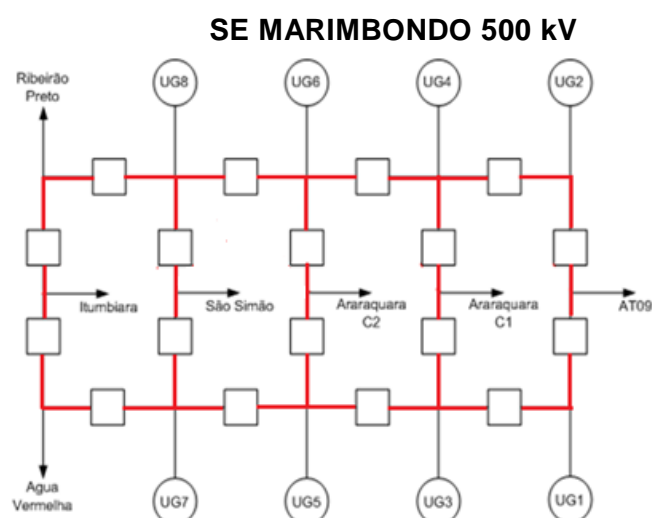 SE MARIMBONDO 500 kV
Ribeirão
Preto
UG8
UG6
UG4
UG2
Itumbiara
São Simão
Araraquara
C2
Araraquara
C1
AT09
Agua
Vermelha
UG7
UG5
UG3
UG1